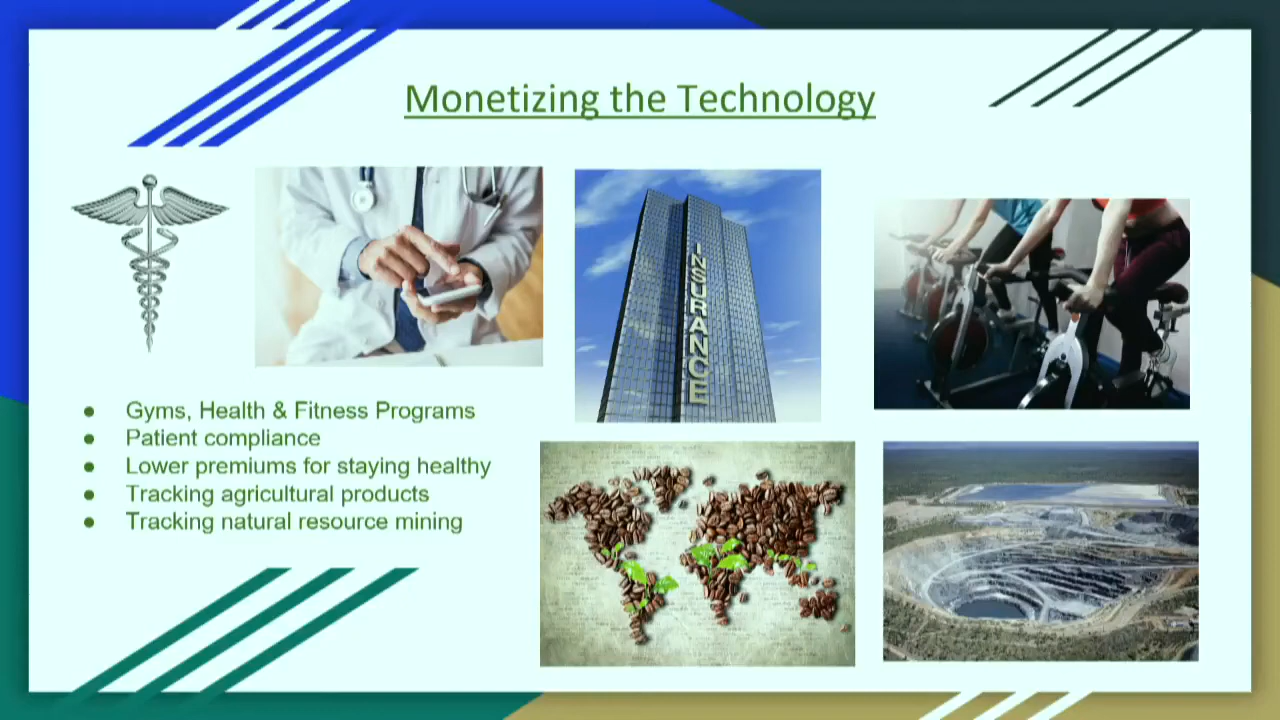 Monetizing the Technology
INSURANCE
Gyms, Health & Fitness Programs
Patient compliance
Lower premiums for staying healthy
Tracking agricultural products
Tracking natural resource mining